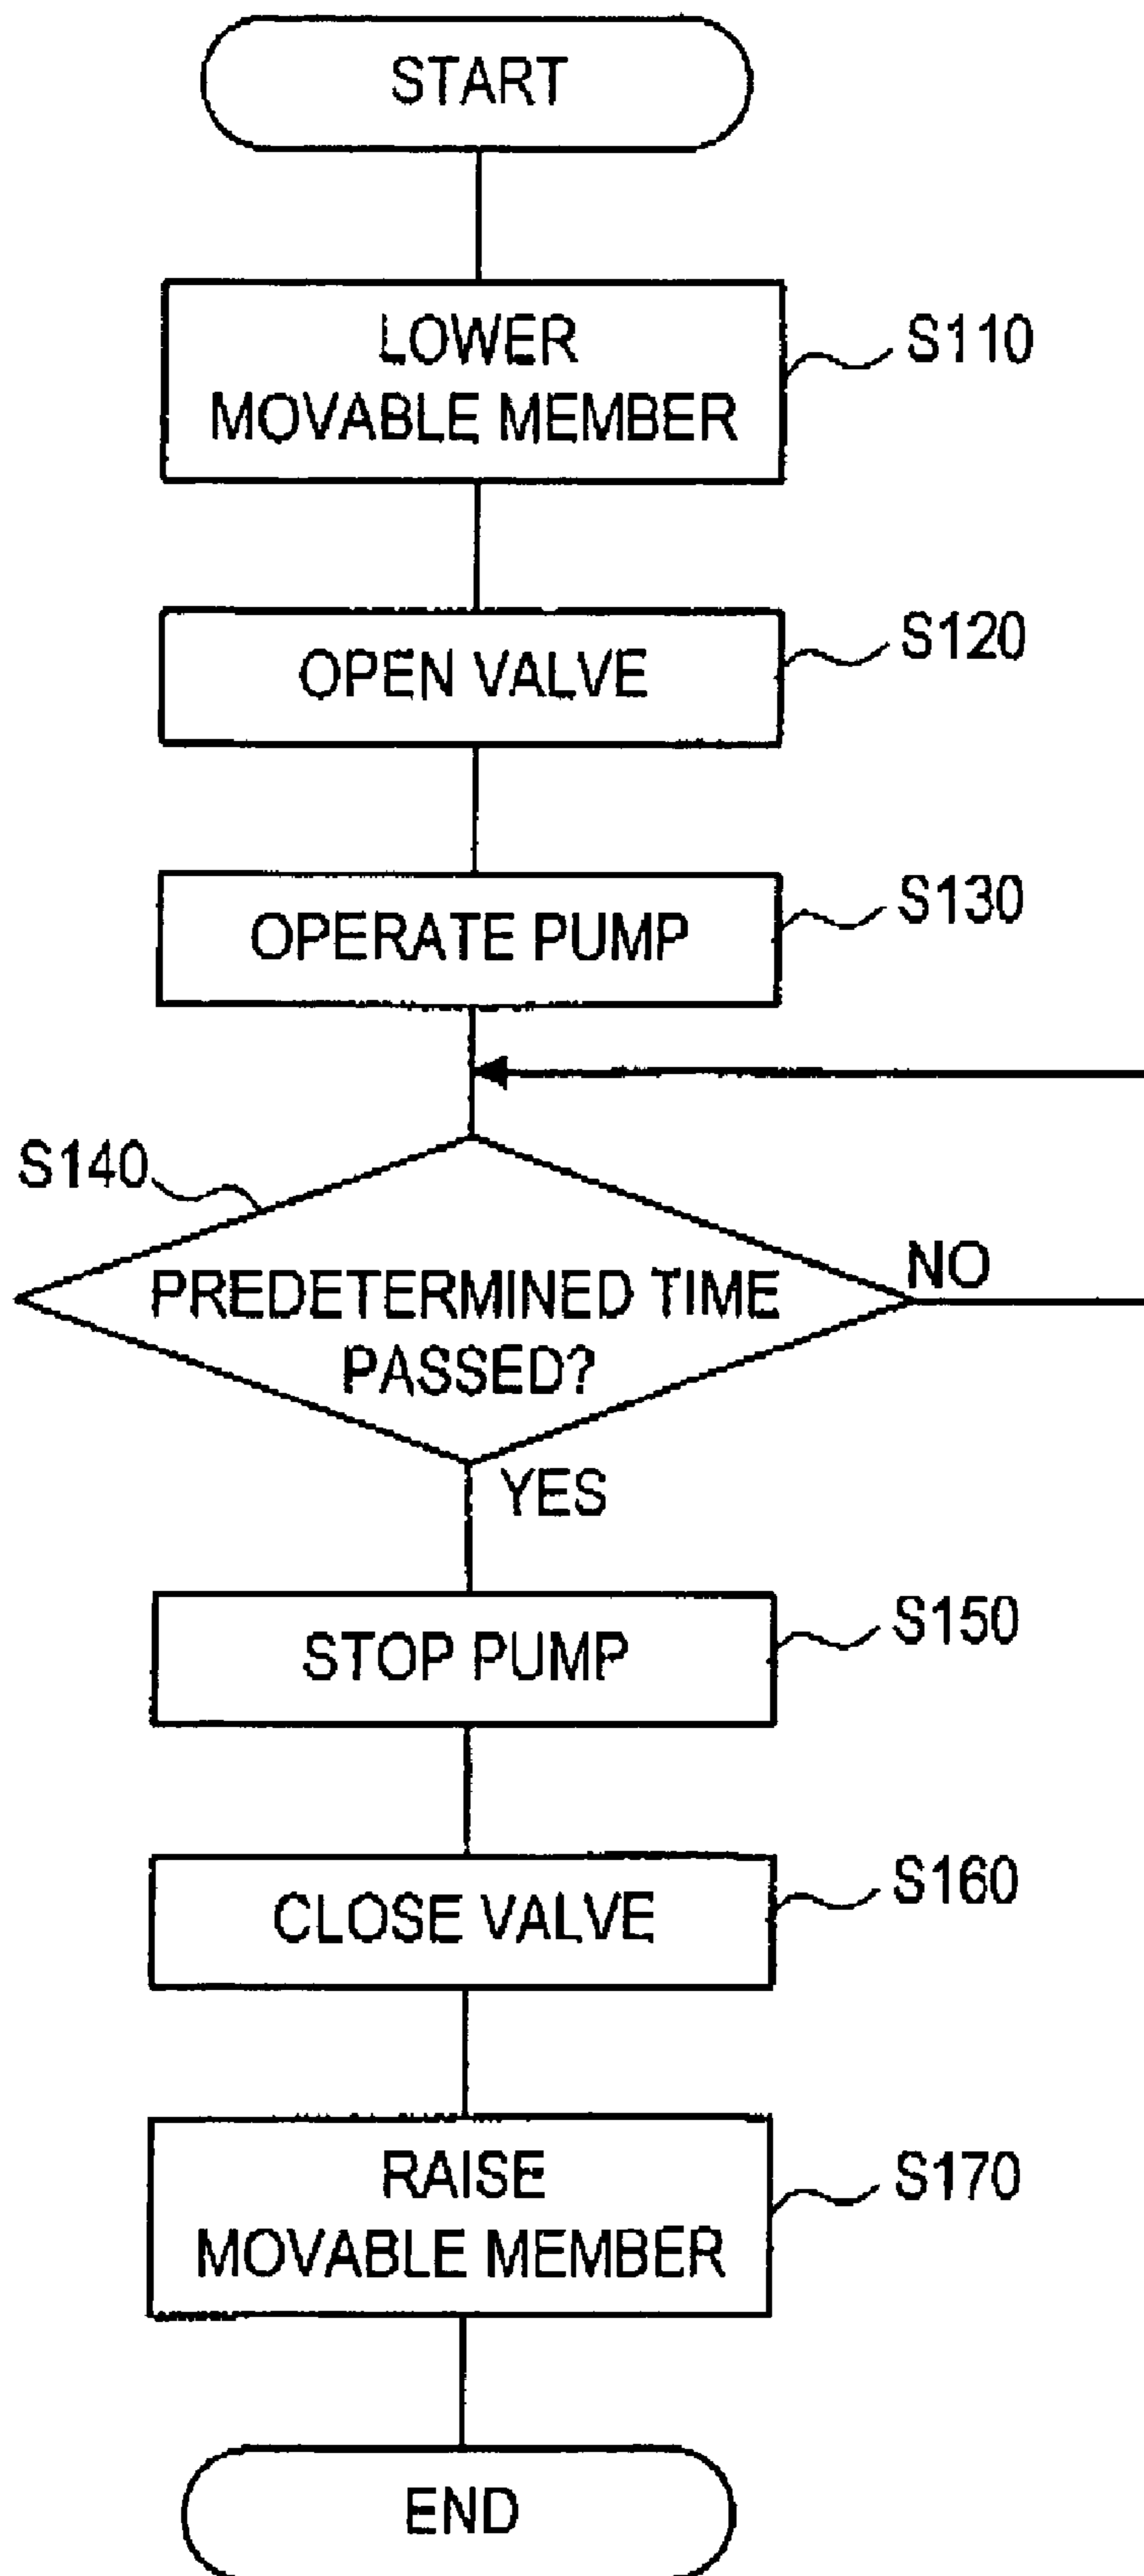 START
LOWER
MOVABLE MEMBER
S110
OPEN VALVE
S120
OPERATE PUMP
S130
S140
PREDETERMINED TIME
PASSED?
NO
YES
STOP PUMP
S150
CLOSE VALVE
S160
RAISE
MOVABLE MEMBER
S170
END